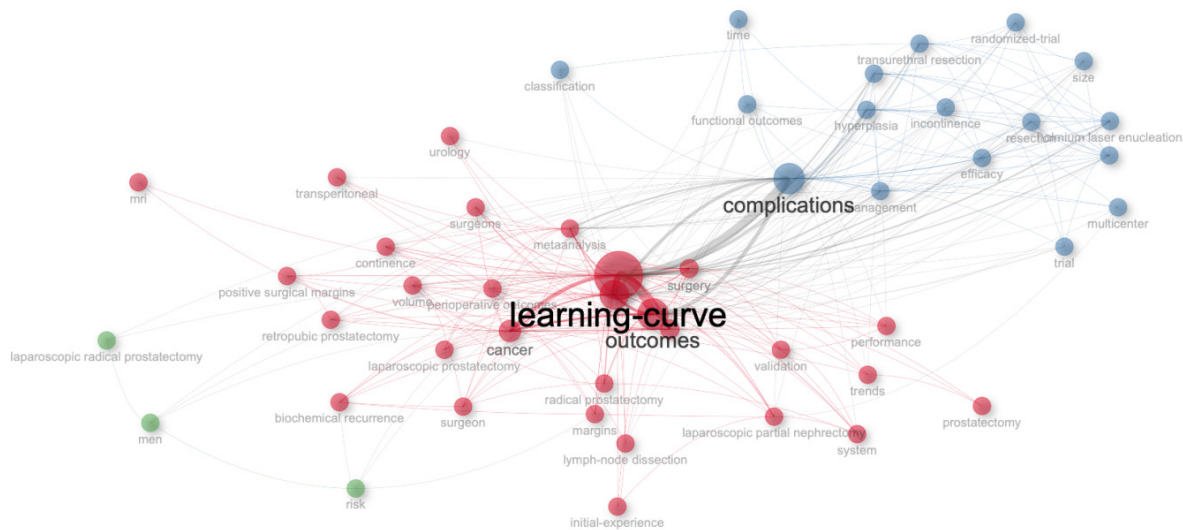 time
randomized-trial
transurethral resection
size
classification
functional outcomes
hyperplasia
incontinence
resection
holmium laser enucleation
urology
efficacy
mri
transperitoneal
complications
management
multicenter
surgeons
metaanalysis
trial
continence
surgery
positive surgical margins
volume
perioperative outcomes
learning-curve
retropubic prostatectomy
outcomes
performance
cancer
laparoscopic radical prostatectomy
laparoscopic prostatectomy
validation
trends
radical prostatectomy
biochemical recurrence
surgeon
margins
laparoscopic partial nephrectomy
prostatectomy
men
system
lymph-node dissection
risk
initial-experience